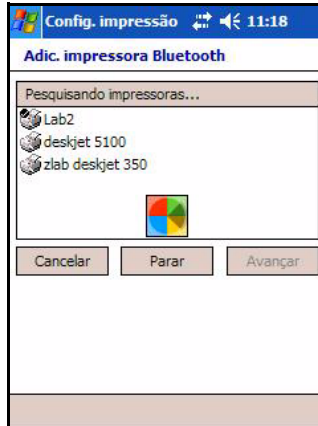 Config. impressão 11:18
Adic. impressora Bluetooth
Pesquisando impressoras...
Lab2
deskjet 5100
zlab deskjet 350
Cancelar Parar Avançar